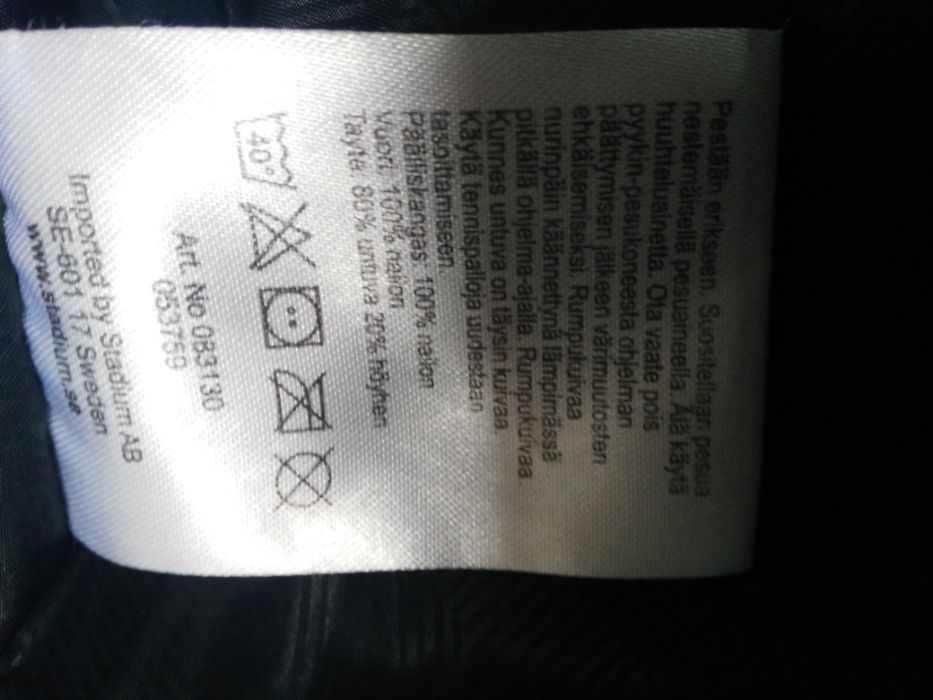 Pestään erikseen. Suositellaan pesua
nestemäisellä pesuaineella. Älä käytä
huuhteluainetta. Ota vaate pois
pyykin-pesukoneesta ohjelman
päättymisen jälkeen värimuutosten
ehkäisemiseksi. Rumpukuivaa
nurinpäin käännettynä lämpimässä
pitkällä ohjelma-ajalla. Rumpukuivaa
Kunnes untuva on täysin kuivaa.
Käytä tennispalloja uudestaan
tasoittamiseen.
Päälliskangas: 100% nailon
Vuori: 100% nailon
Täyte: 80% untuva 20% höyhen
40°
Art. No 083130
053759
Imported by Stadium AB
SE-601 17 Sweden
www.stadium.se